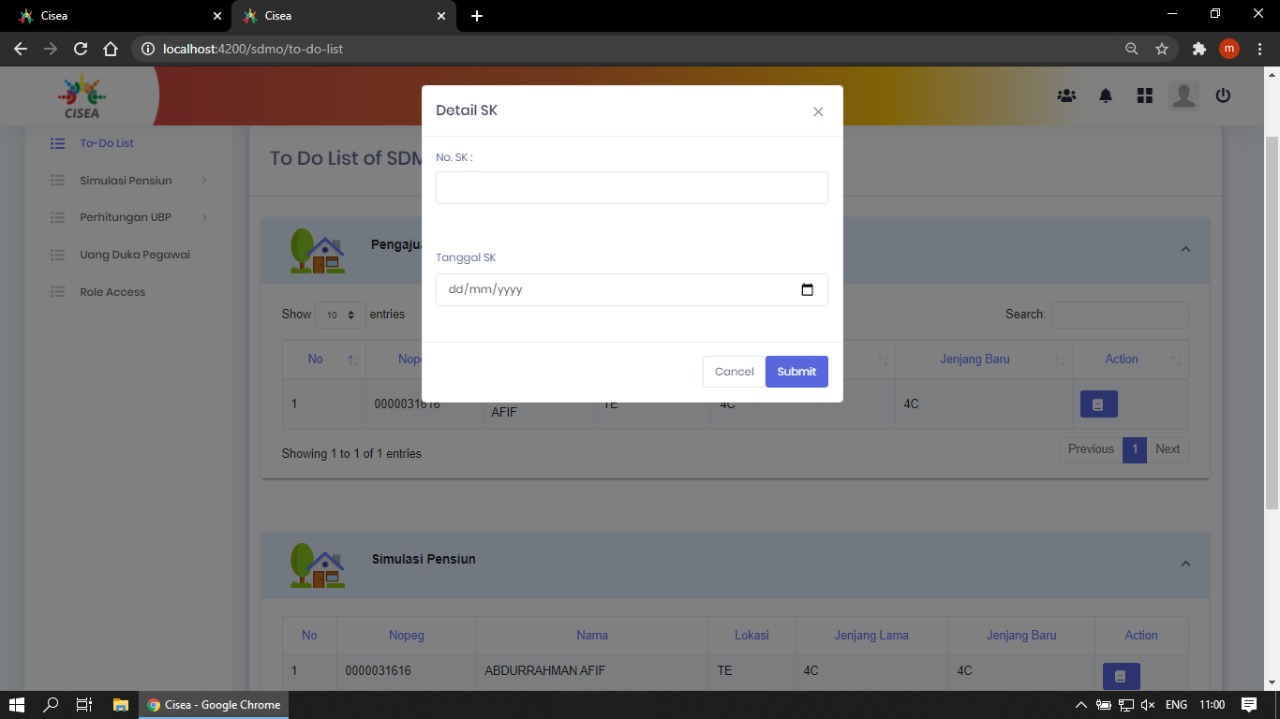 Cisea
Cisea
localhost:4200/sdmo/to-do-list
m
CISEA
Detail SK
No. SK :
Tanggal SK
dd/mm/yyyy
Cancel
Submit
To-Do List
Simulasi Pensiun
Perhitungan UBP
Uang Duka Pegawai
Role Access
To Do List of SDM
Show 10 entries
Search:
No
Jenjang Baru
Action
1
0000031616
AFIF
TE
4C
4C
Showing 1 to 1 of 1 entries
Previous 1 Next
Simulasi Pensiun
No Nopeg Nama Lokasi Jenjang Lama Jenjang Baru Action
1 0000031616 ABDURRAHMAN AFIF TE 4C 4C
Cisea - Google Chrome
ENG
11:00